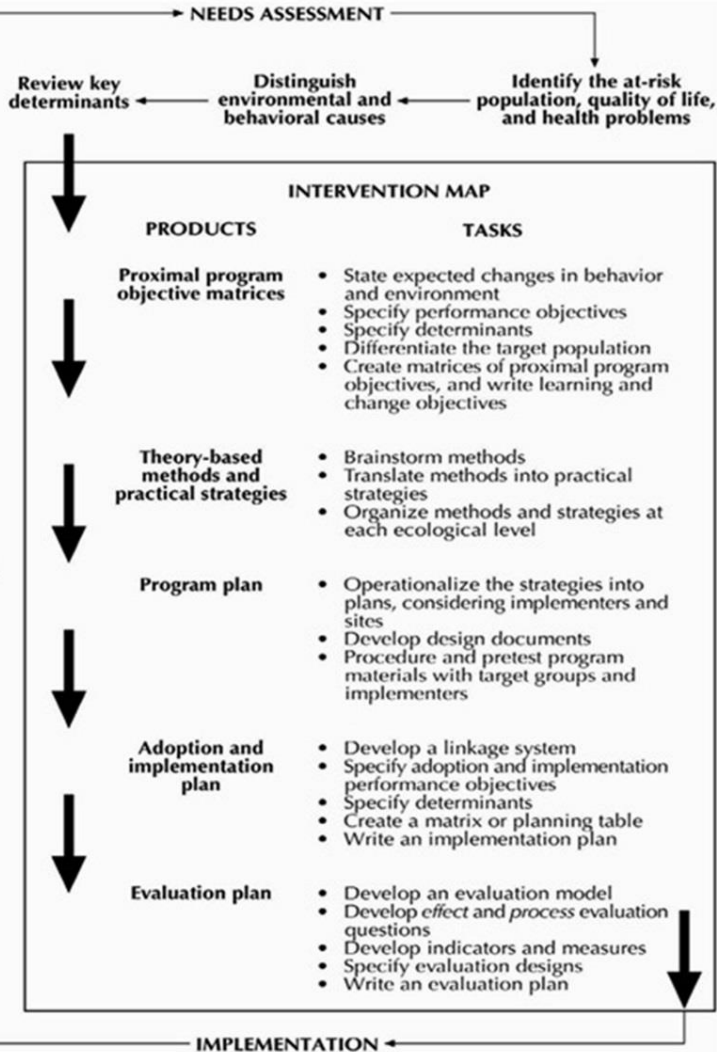 NEEDS ASSESSMENT
Review key
determinants
Distinguish
environmental and
behavioral causes
Identify the at-risk
population, quality of life,
and health problems
INTERVENTION MAP
PRODUCTS
TASKS
Proximal program
objective matrices
• State expected changes in behavior
and environment
• Specify performance objectives
• Specify determinants
• Differentiate the target population
• Create matrices of proximal program
objectives, and write learning and
change objectives
Theory-based
methods and
practical strategies
• Brainstorm methods
• Translate methods into practical
strategies
• Organize methods and strategies at
each ecological level
Program plan
• Operationalize the strategies into
plans, considering implementers and
sites
• Develop design documents
• Procedure and pretest program
materials with target groups and
implementers
Adoption and
implementation
plan
• Develop a linkage system
• Specify adoption and implementation
performance objectives
• Specify determinants
• Create a matrix or planning table
• Write an implementation plan
Evaluation plan
• Develop an evaluation model
• Develop effect and process evaluation
questions
• Develop indicators and measures
• Specify evaluation designs
• Write an evaluation plan
IMPLEMENTATION